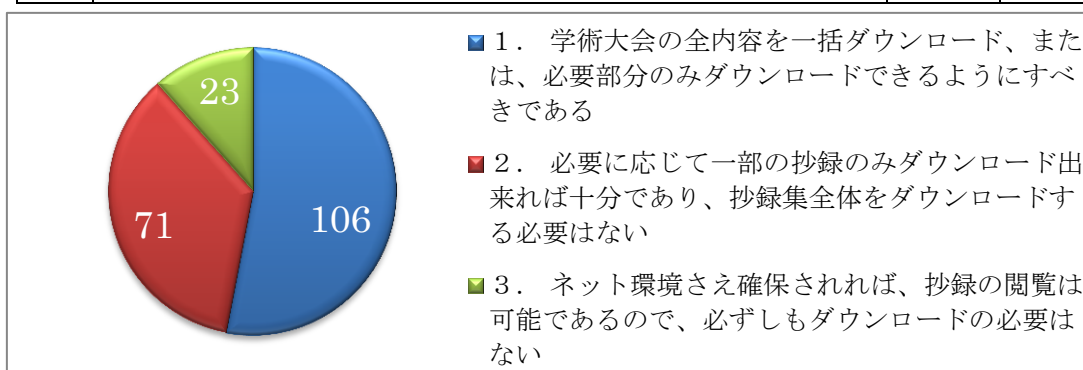 23
71
106
１． 学術大会の全内容を一括ダウンロード、また
は、必要部分のみダウンロードできるようにすべ
きである
２． 必要に応じて一部の抄録のみダウンロード出
来れば十分であり、抄録集全体をダウンロードす
る必要はない
３． ネット環境さえ確保されれば、抄録の閲覧は
可能であるので、必ずしもダウンロードの必要は
ない